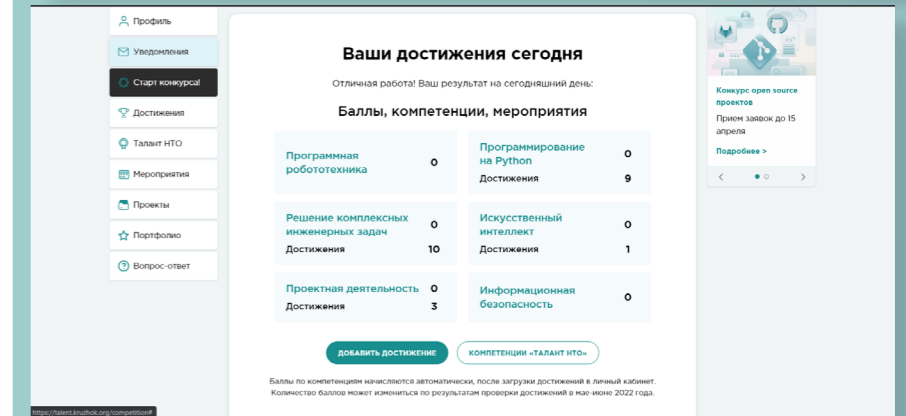 Профиль
Уведомления
Старт конкурса!
Достижения
Талант НТО
Мероприятия
Проекты
Портфолио
Вопрос-ответ
Ваши достижения сегодня
Отличная работа! Ваш результат на сегодняшний день:
Баллы, компетенции, мероприятия
Программная
робототехника 0
Программирование
на Python 0
Достижения 9
Решение комплексных
инженерных задач 0
Достижения 10
Искусственный
интеллект 0
Достижения 1
Проектная деятельность 0
Достижения 3
Информационная
безопасность 0
ДОБАВИТЬ ДОСТИЖЕНИЕ
КОМПЕТЕНЦИИ «ТАЛАНТ НТО»
Баллы по компетенциям начисляются автоматически, после загрузки достижений в личный кабинет.
Количество баллов может измениться по результатам проверки достижений в мае-июне 2022 года.
Конкурс open source
проектов
Прием заявок до 15
апреля
Подробнее >
https://talent.kruzhok.org/competition#